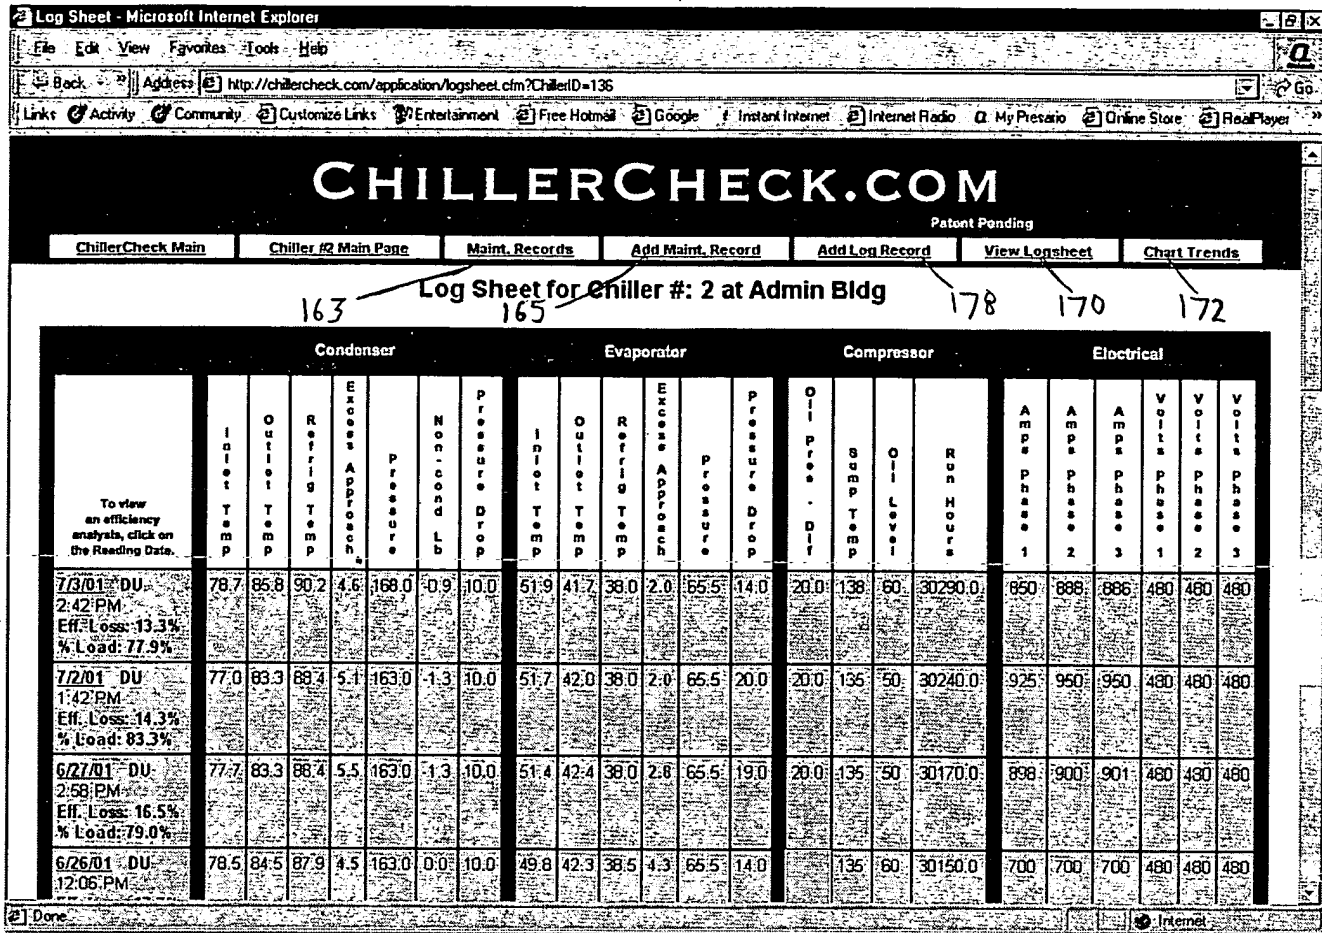 Log Sheet - Microsoft Internet Explorer
File Edit View Favorites Tools Help
Back » Address http://chillercheck.com/application/logsheet.cfm?ChillerID=136 Go
Links Activity Community Customize Links Entertainment Free Hotmail Google Instant Internet Internet Radio My Presario Online Store RealPlayer »
CHILLERCHECK.COM
Patent Pending
ChillerCheck Main Chiller #2 Main Page Maint. Records Add Maint. Record Add Log Record View Logsheet Chart Trends
Log Sheet for Chiller #: 2 at Admin Bldg
163 165 178 170 172
Condenser Evaporator Compressor Electrical
To view an efficiency analysis, click on the Reading Date. Inlet Temp Outlet Temp Refrig Temp Excess Approach Pressure Non-cond Lb Pressure Drop Inlet Temp Outlet Temp Refrig Temp Excess Approach Pressure Pressure Drop Oil Pres - Dif Sump Temp Oil Level Run Hours Amps Phase 1 Amps Phase 2 Amps Phase 3 Volts Phase 1 Volts Phase 2 Volts Phase 3
7/3/01 DU 78.7 85.8 90.2 4.6 168.0 -0.9 10.0 51.9 41.7 38.0 2.0 65.5 14.0 20.0 138 60 30290.0 850 888 886 480 480 480
2:42 PM
Eff. Loss: 13.3%
% Load: 77.9%
7/2/01 DU 77.0 83.3 88.4 5.1 163.0 -1.3 10.0 51.7 42.0 38.0 2.0 65.5 20.0 20.0 135 50 30240.0 925 950 950 480 480 480
1:42 PM
Eff. Loss: 14.3%
% Load: 83.3%
6/27/01 DU 77.7 83.3 88.4 5.5 163.0 -1.3 10.0 51.4 42.4 38.0 2.8 65.5 19.0 20.0 135 50 30170.0 898 900 901 480 480 480
2:58 PM
Eff. Loss: 16.5%
% Load: 79.0%
6/26/01 DU 78.5 84.5 87.9 4.5 163.0 0.0 10.0 49.8 42.3 38.5 4.3 65.5 14.0 135 60 30150.0 700 700 700 480 480 480
12:06 PM
Done Internet